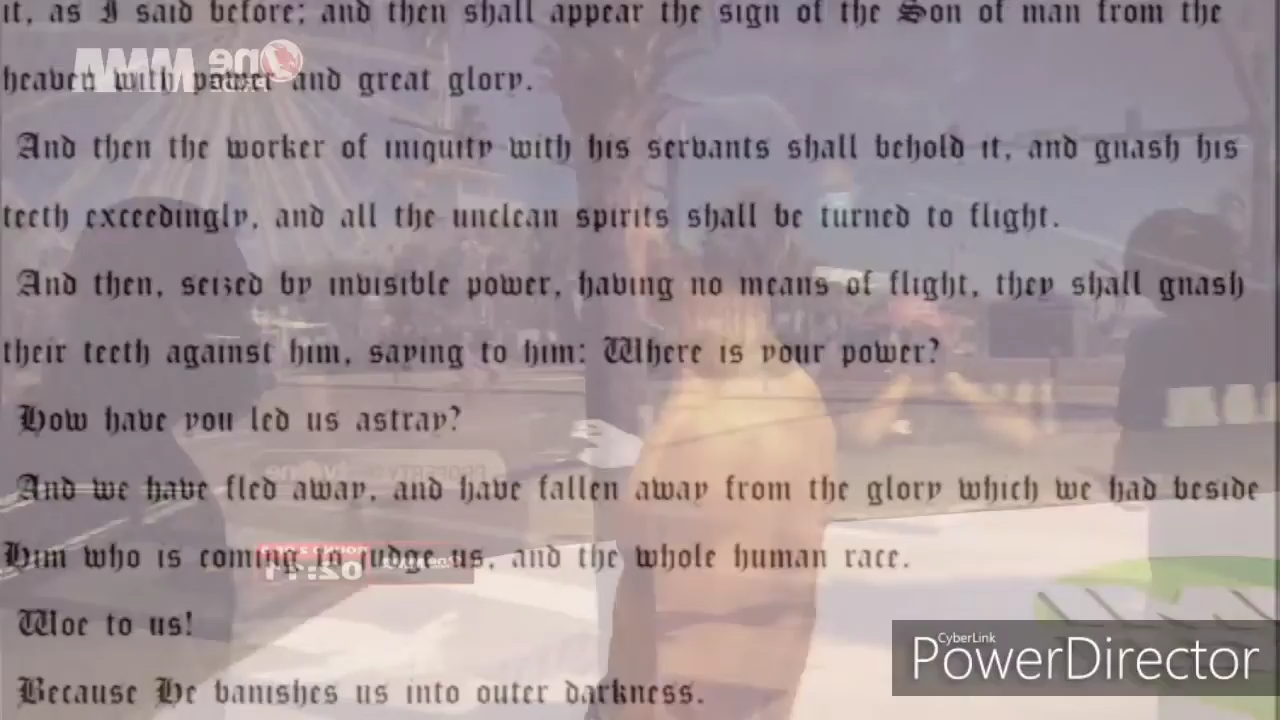 it, as I said before; and then shall appear the sign of the Son of man from the
heaven with power and great glory.
And then the worker of iniquity with his servants shall behold it, and gnash his
teeth exceedingly, and all the unclean spirits shall be turned to flight.
And then, seized by invisible power, having no means of flight, they shall gnash
their teeth against him, saying to him: Where is your power?
How have you led us astray?
And we have fled away, and have fallen away from the glory which we had beside
Him who is coming to judge us, and the whole human race.
Woe to us!
Because He banishes us into outer darkness.
CyberLink
PowerDirector